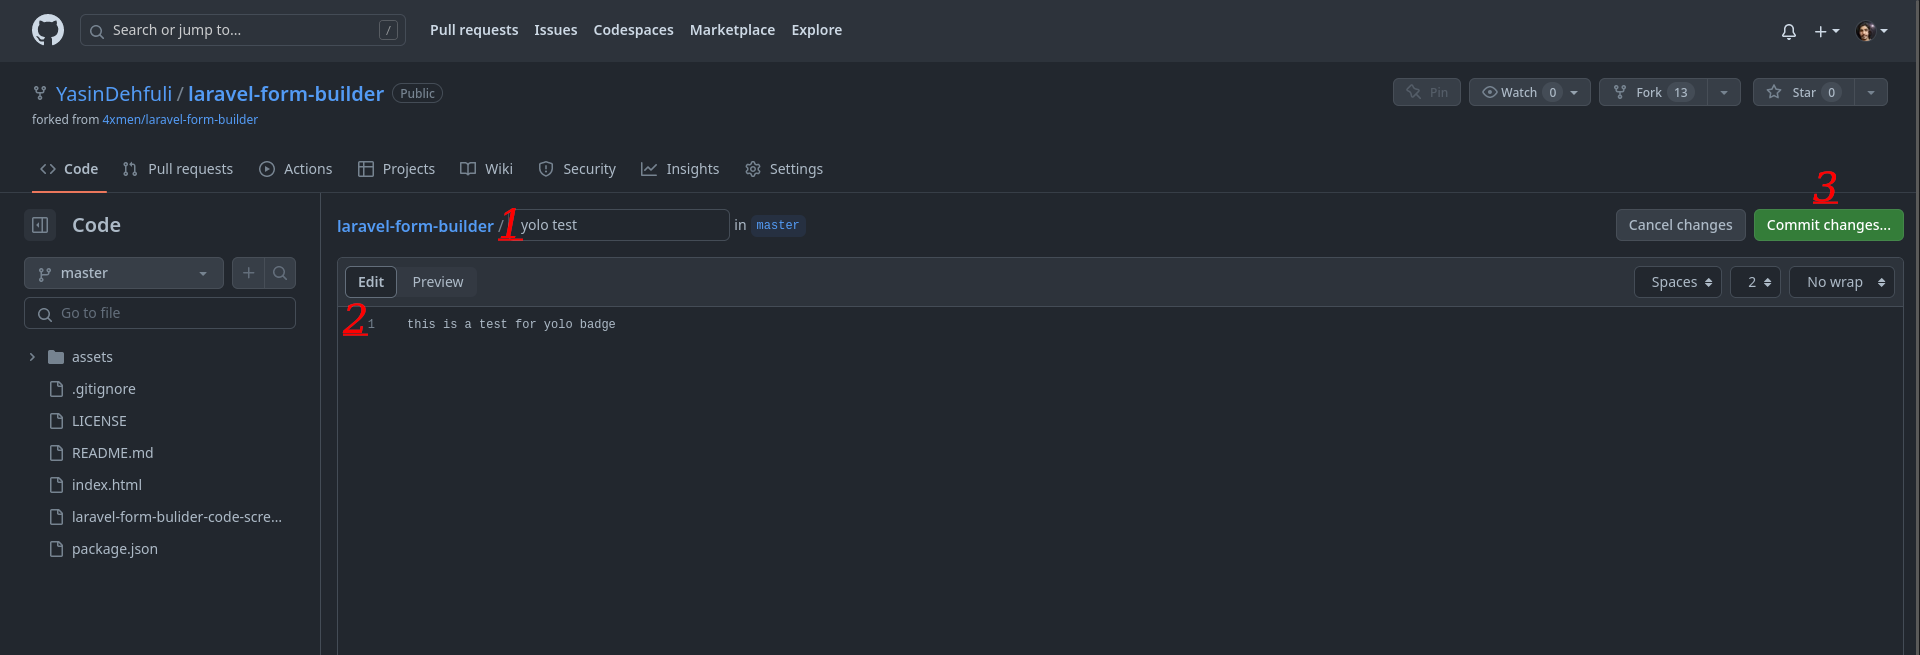 Search or jump to... /
Pull requests Issues Codespaces Marketplace Explore
YasinDehfuli / laravel-form-builder Public
Pin Watch 0 Fork 13 Star 0
forked from 4xmen/laravel-form-builder
Code Pull requests Actions Projects Wiki Security Insights Settings
3
Code
laravel-form-builder / 1 yolo test in master
Cancel changes Commit changes...
master
Go to file
Edit Preview
Spaces 2 No wrap
2
1 this is a test for yolo badge
assets
.gitignore
LICENSE
README.md
index.html
laravel-form-bulider-code-scre...
package.json